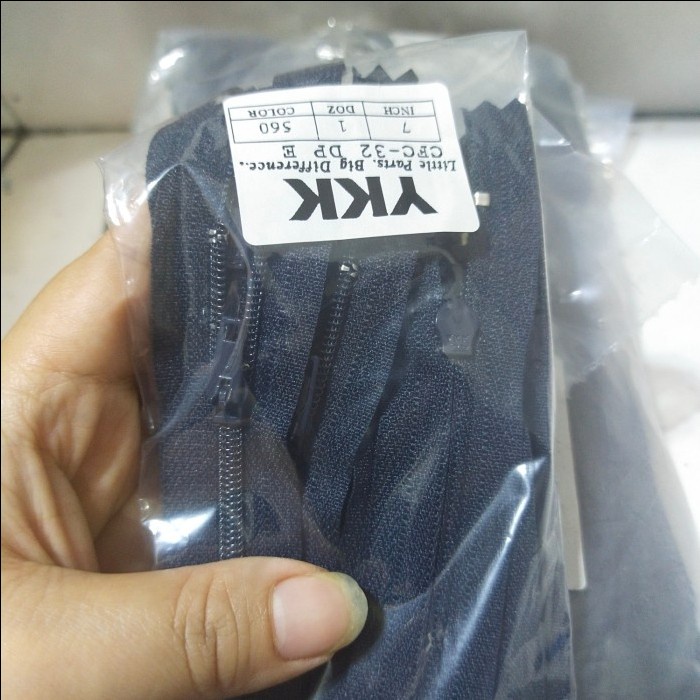 YKK
Little Parts. Big Difference..
CFC-32 DP E
7 1 560
INCH DOZ COLOR